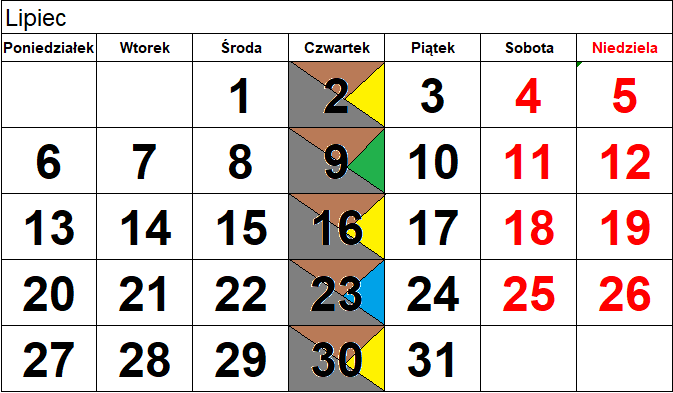 Lipiec
Poniedziałek Wtorek Środa Czwartek Piątek Sobota Niedziela
1 2 3 4 5
6 7 8 9 10 11 12
13 14 15 16 17 18 19
20 21 22 23 24 25 26
27 28 29 30 31